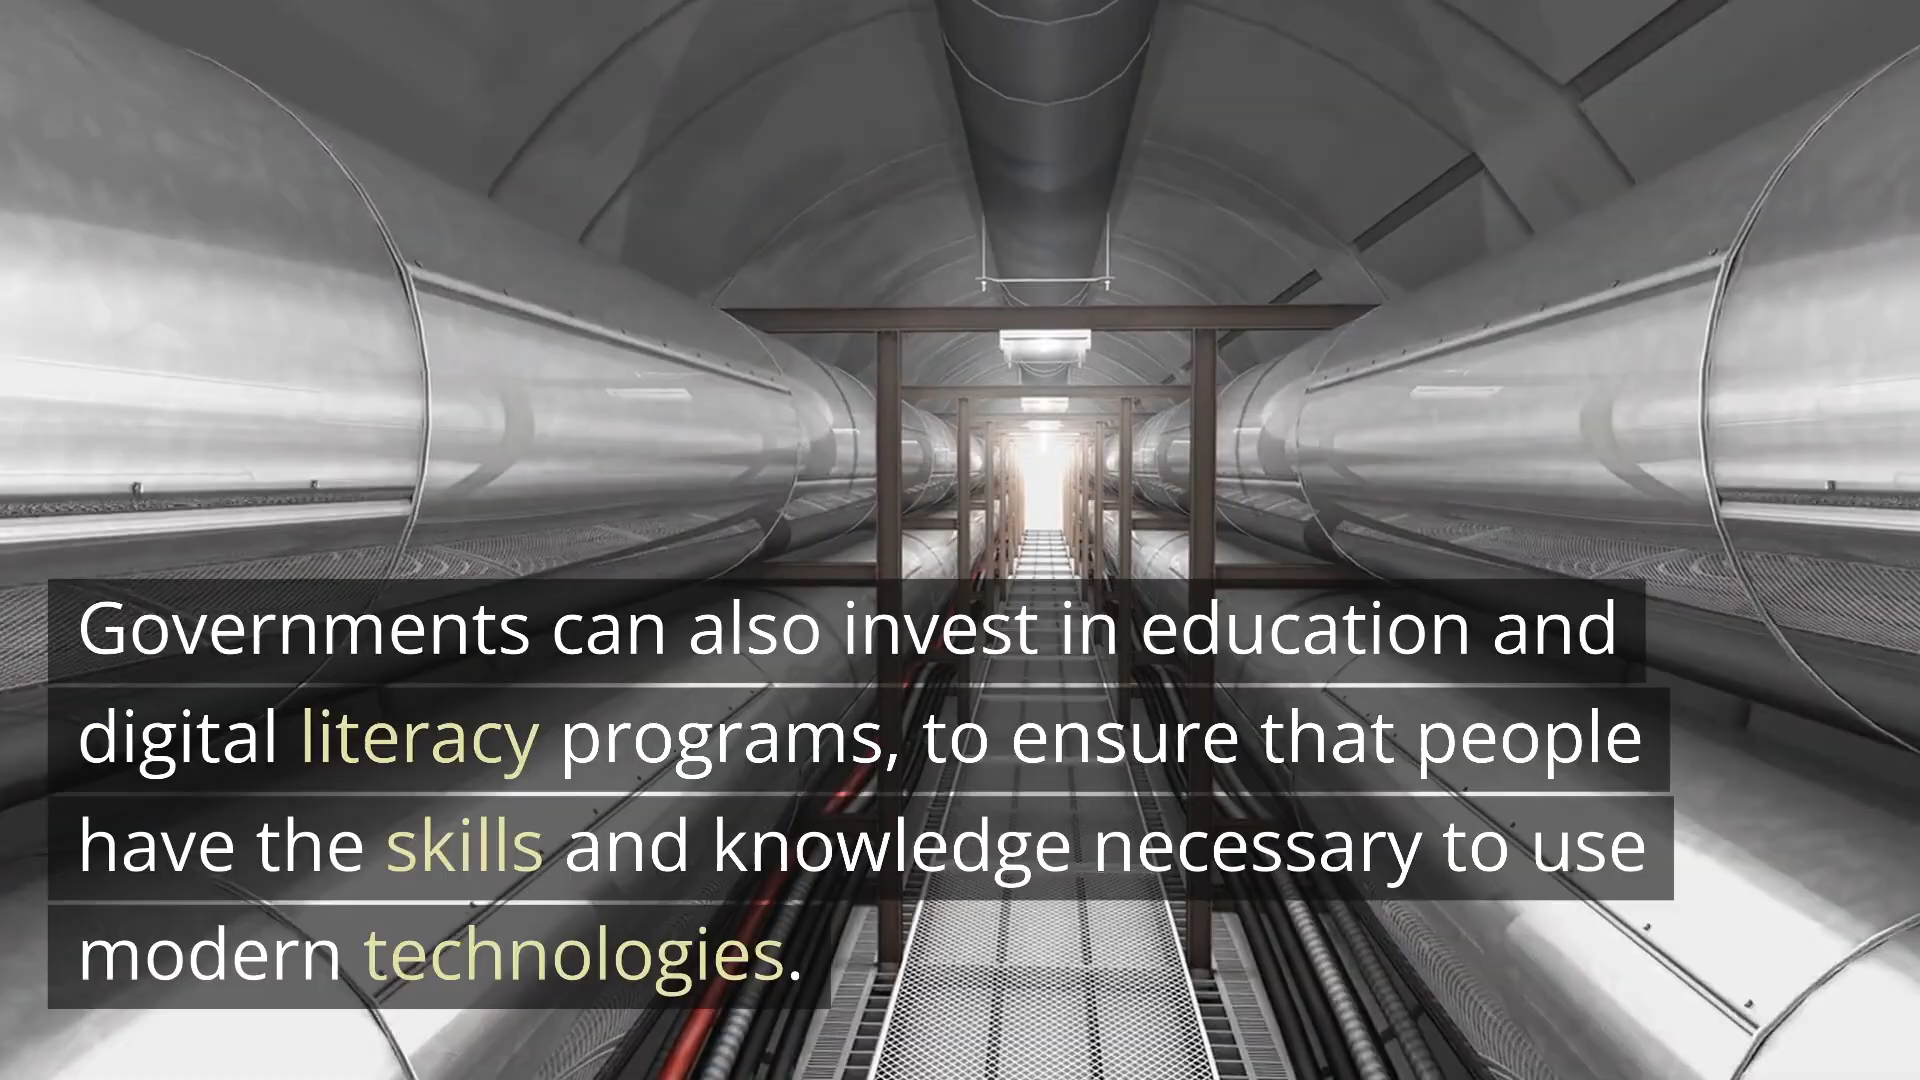 Governments can also invest in education and
digital literacy programs, to ensure that people
have the skills and knowledge necessary to use
modern technologies.